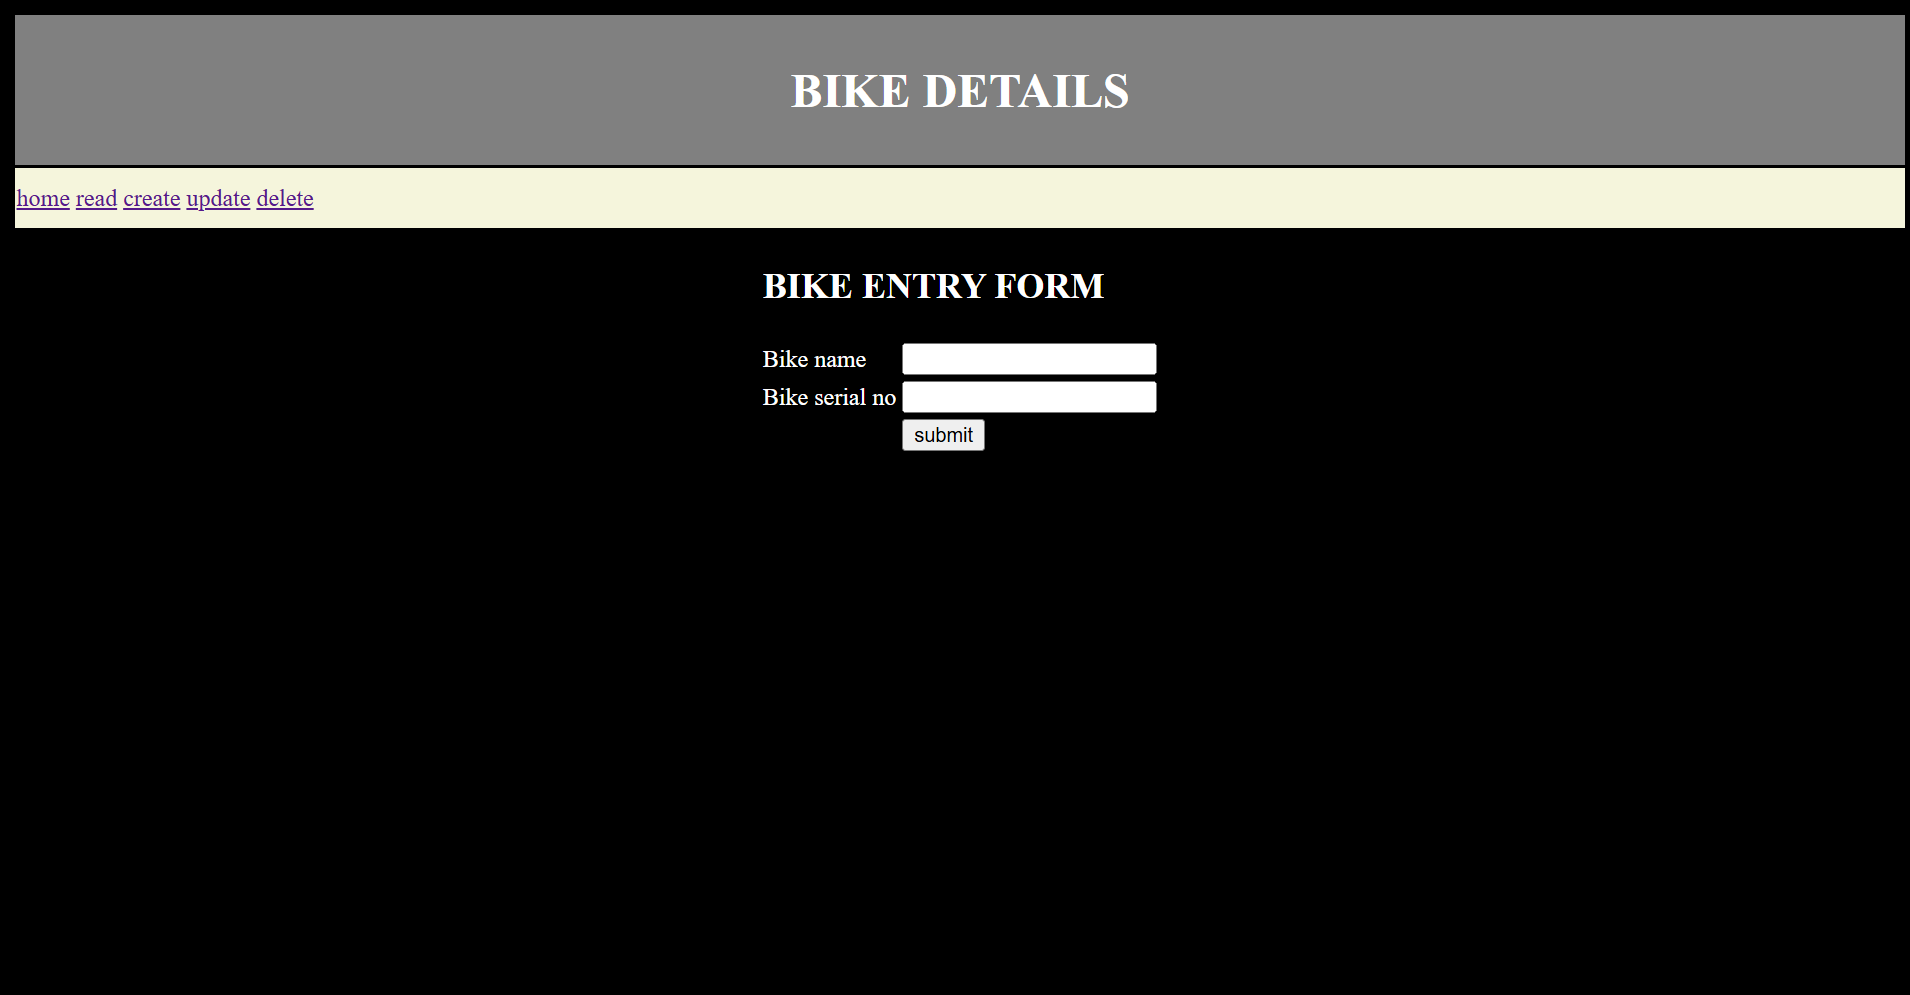 BIKE DETAILS
home read create update delete
BIKE ENTRY FORM
Bike name
Bike serial no
submit